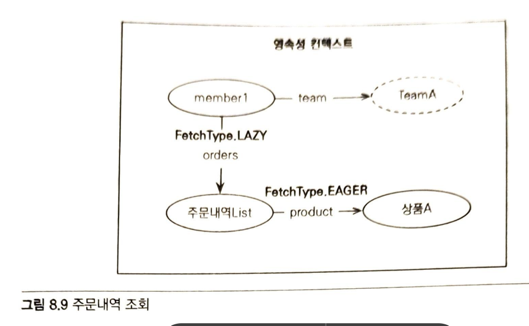 영속성 컨텍스트
member1 team TeamA
FetchType.LAZY
orders
FetchType.EAGER
주문내역List product 상품A
그림 8.9 주문내역 조회